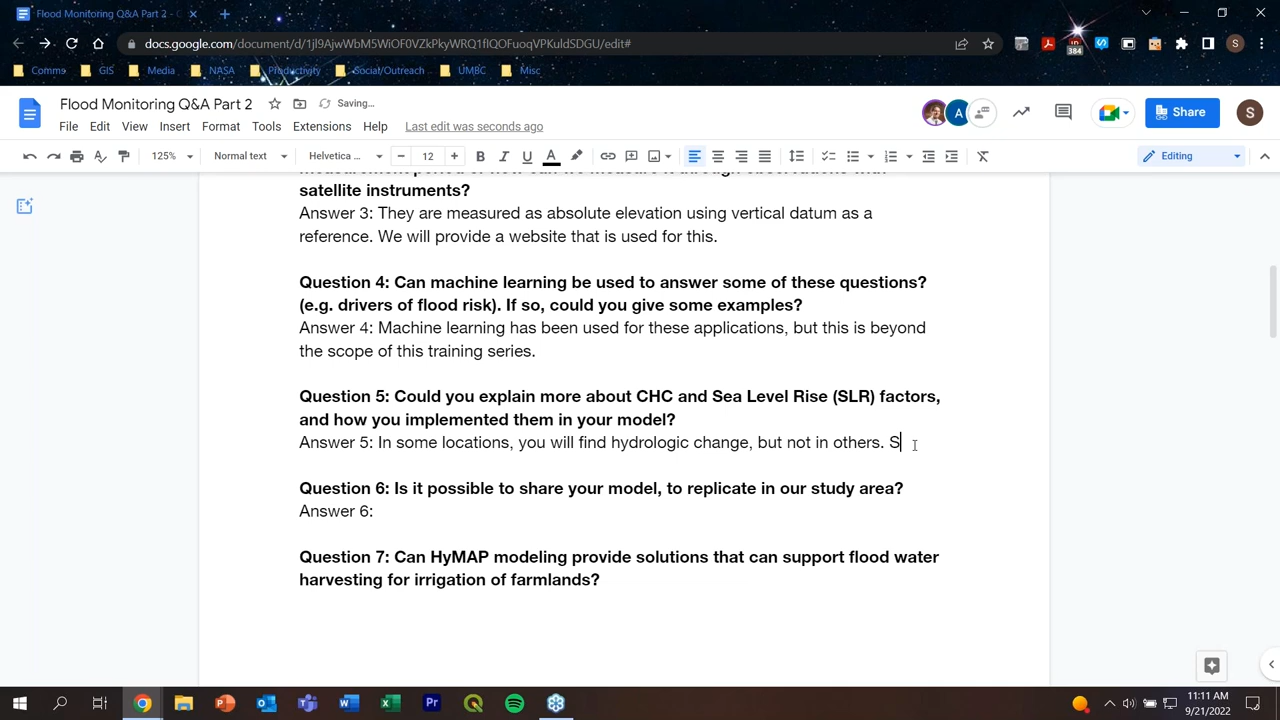 Flood Monitoring Q&A Part 2 -
docs.google.com/document/d/1jl9AjwWbM5WiOF0VZkPkyWRQ1fIQOFuoqVPKuldSDGU/edit#
384
S
Comms
GIS
Media
NASA
Productivity
Social/Outreach
UMBC
Misc
Flood Monitoring Q&A Part 2
Saving...
File Edit View Insert Format Tools Extensions Help Last edit was seconds ago
A
Share
S
125% Normal text Helvetica ... 12 B I U A Editing
satellite instruments?
Answer 3: They are measured as absolute elevation using vertical datum as a
reference. We will provide a website that is used for this.
Question 4: Can machine learning be used to answer some of these questions?
(e.g. drivers of flood risk). If so, could you give some examples?
Answer 4: Machine learning has been used for these applications, but this is beyond
the scope of this training series.
Question 5: Could you explain more about CHC and Sea Level Rise (SLR) factors,
and how you implemented them in your model?
Answer 5: In some locations, you will find hydrologic change, but not in others. S
Question 6: Is it possible to share your model, to replicate in our study area?
Answer 6:
Question 7: Can HyMAP modeling provide solutions that can support flood water
harvesting for irrigation of farmlands?
11:11 AM
9/21/2022